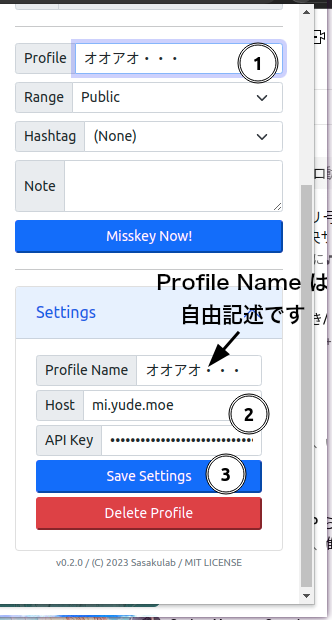 Profile オオアオ・・・ 1
Range Public
Hashtag (None)
Note
Misskey Now!
Profile Name は
自由記述です
Settings
Profile Name オオアオ・・・
Host mi.yude.moe 2
API Key ••••••••••••••••••••••••••••
Save Settings 3
Delete Profile
v0.2.0 / (C) 2023 Sasakulab / MIT LICENSE